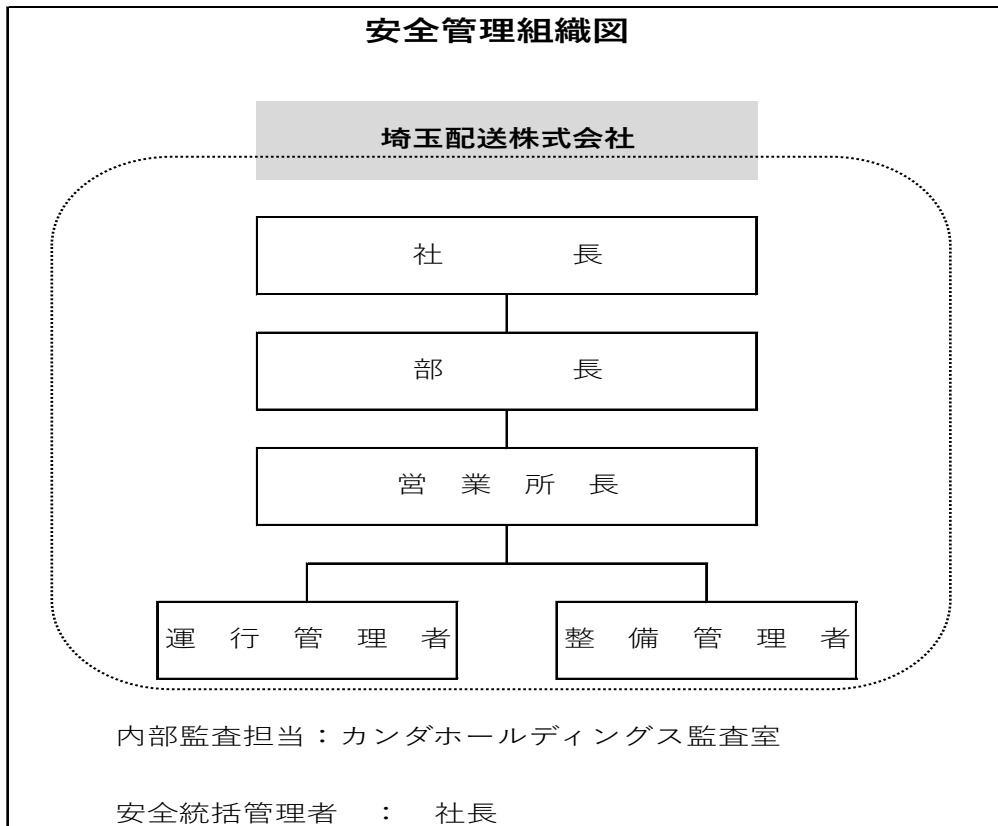 安全管理組織図
埼玉配送株式会社
社長
部長
営業所長
運行管理者
整備管理者
内部監査担当：カンダホールディングス監査室
安全統括管理者 ： 社長